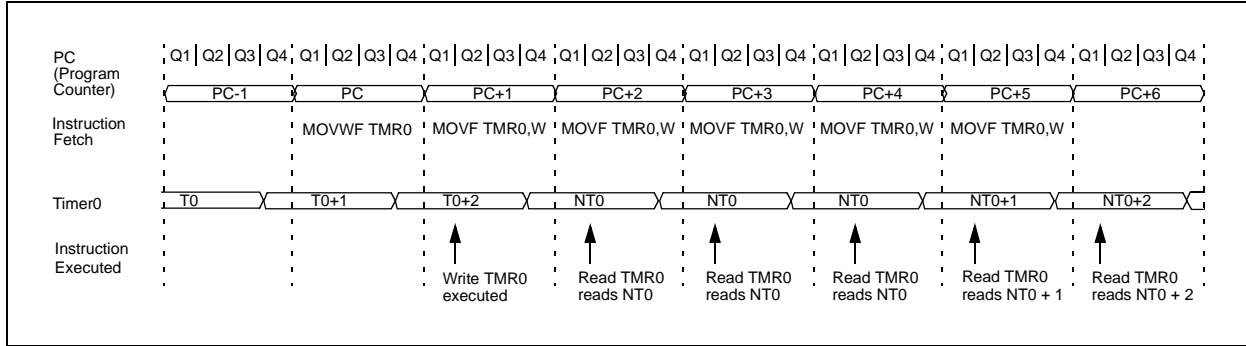 PC
(Program
Counter)
Q1 Q2 Q3 Q4 Q1 Q2 Q3 Q4 Q1 Q2 Q3 Q4 Q1 Q2 Q3 Q4 Q1 Q2 Q3 Q4 Q1 Q2 Q3 Q4 Q1 Q2 Q3 Q4 Q1 Q2 Q3 Q4
PC-1 PC PC+1 PC+2 PC+3 PC+4 PC+5 PC+6
Instruction
Fetch
MOVWF TMR0 MOVF TMR0,W MOVF TMR0,W MOVF TMR0,W MOVF TMR0,W MOVF TMR0,W
Timer0
T0 T0+1 T0+2 NT0 NT0 NT0 NT0+1 NT0+2
Instruction
Executed
Write TMR0
executed
Read TMR0
reads NT0
Read TMR0
reads NT0
Read TMR0
reads NT0
Read TMR0
reads NT0 + 1
Read TMR0
reads NT0 + 2